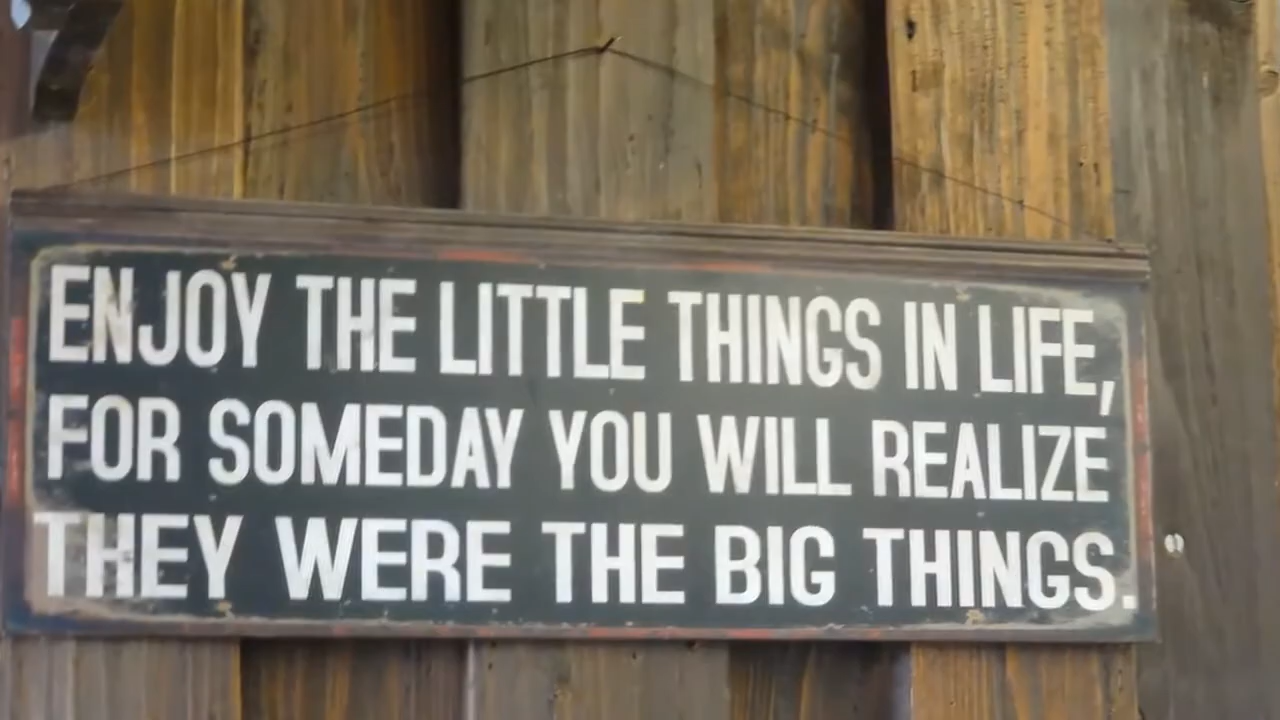 ENJOY THE LITTLE THINGS IN LIFE,
FOR SOMEDAY YOU WILL REALIZE
THEY WERE THE BIG THINGS.